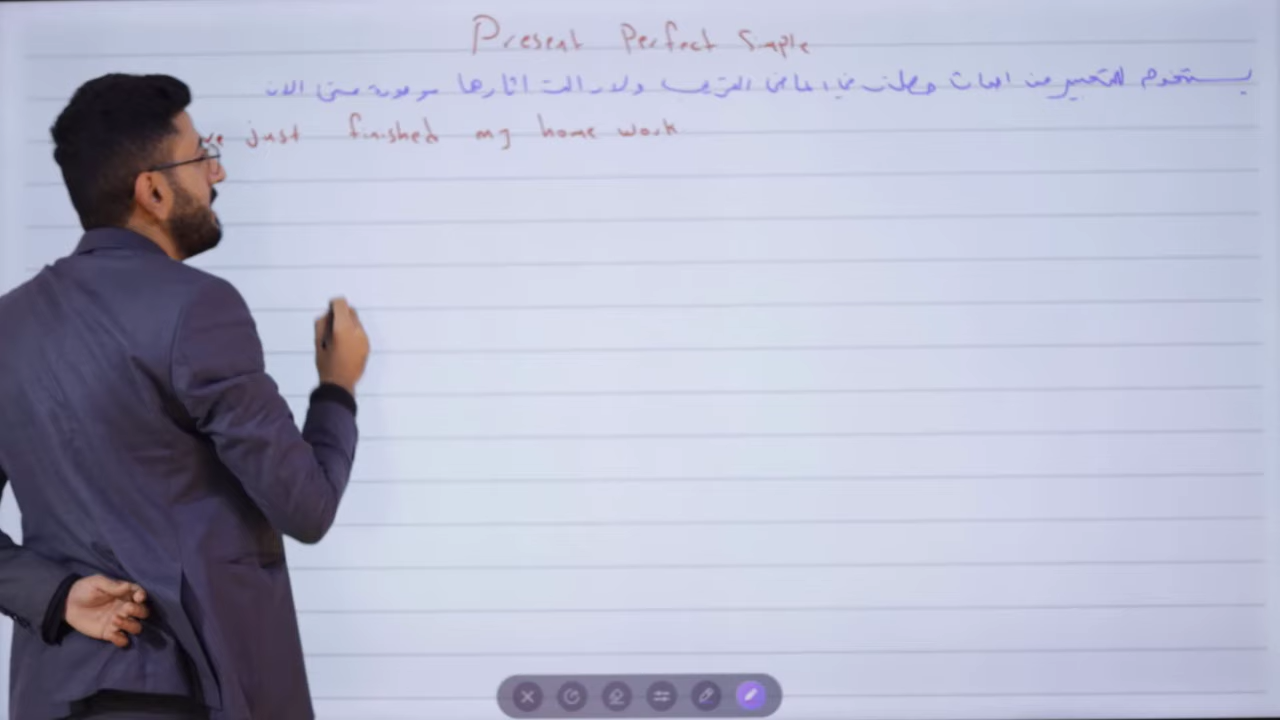 Present Perfect Simple
يستخدم للتعبير عن احداث حصلت في الماضي القريب ولازالت اثارها موجودة حتى الان
just finished my home work